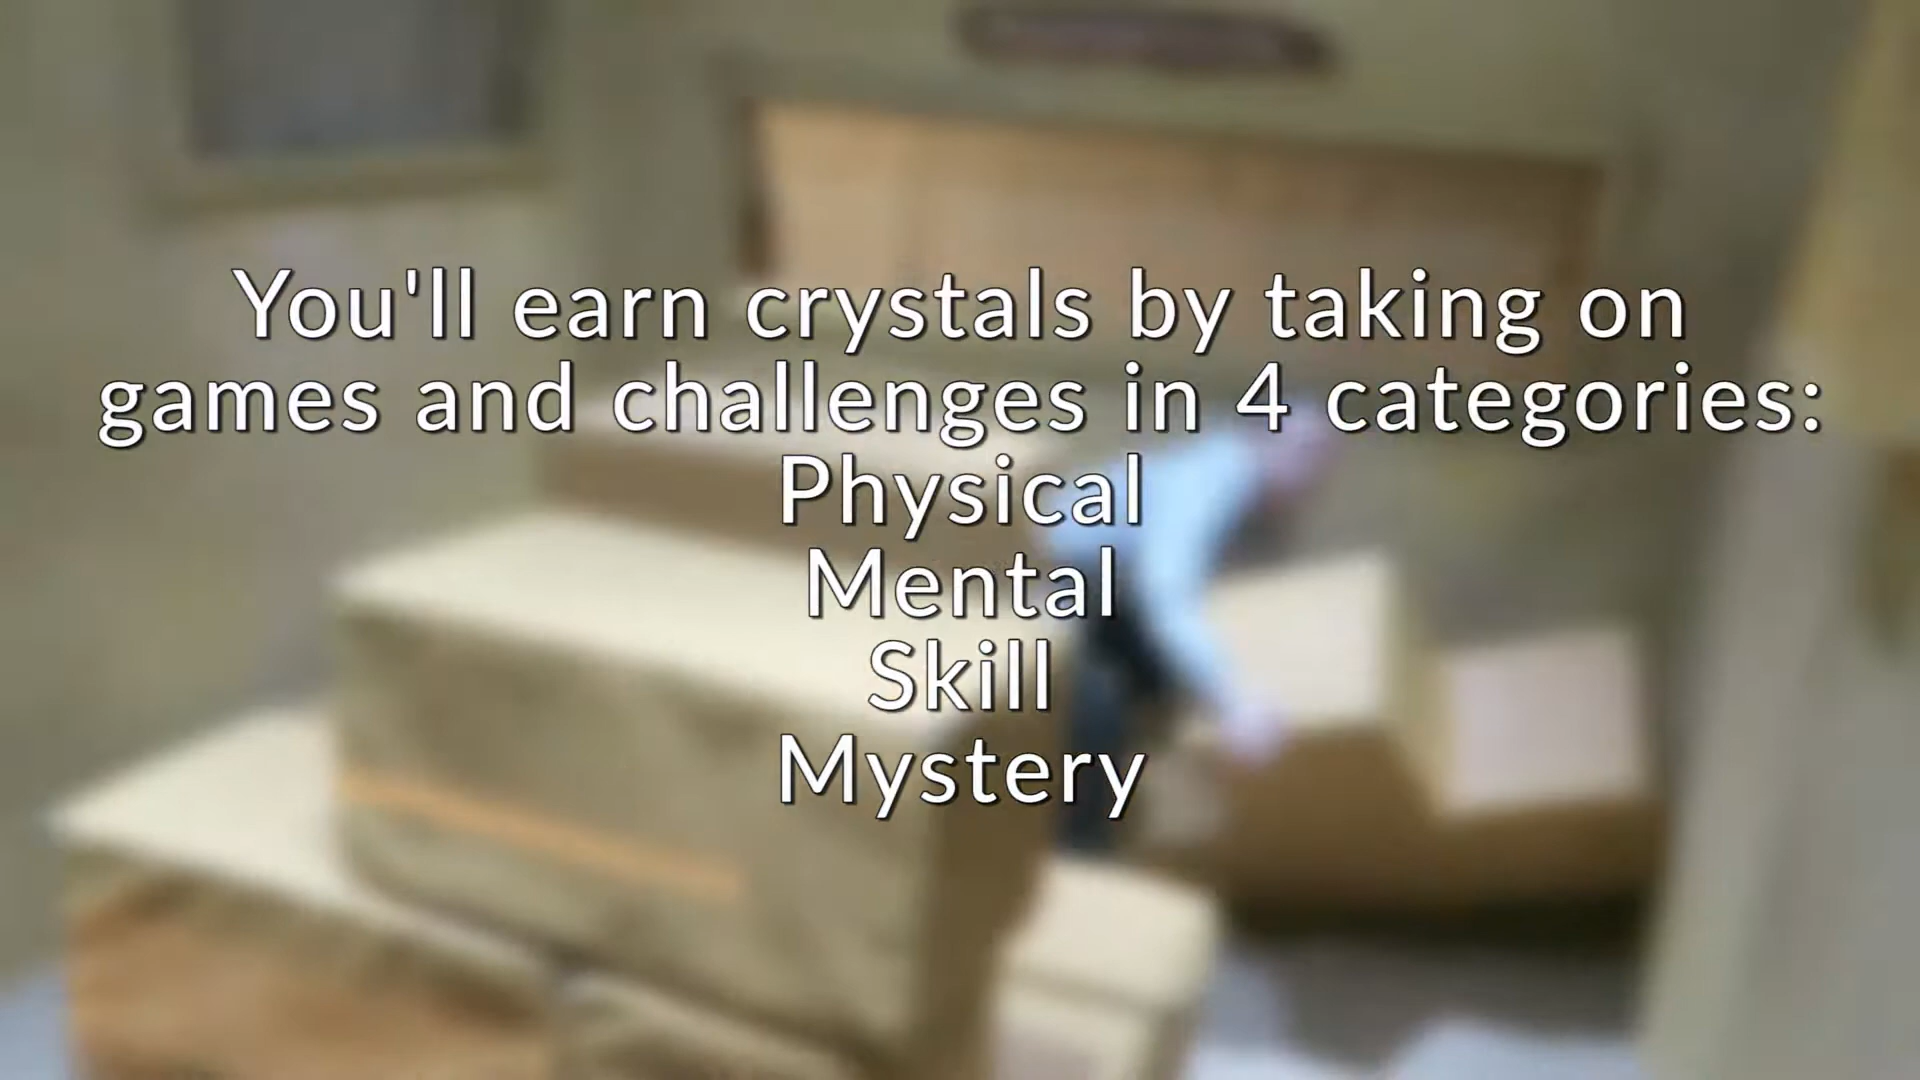 You'll earn crystals by taking on
games and challenges in 4 categories:
Physical
Mental
Skill
Mystery